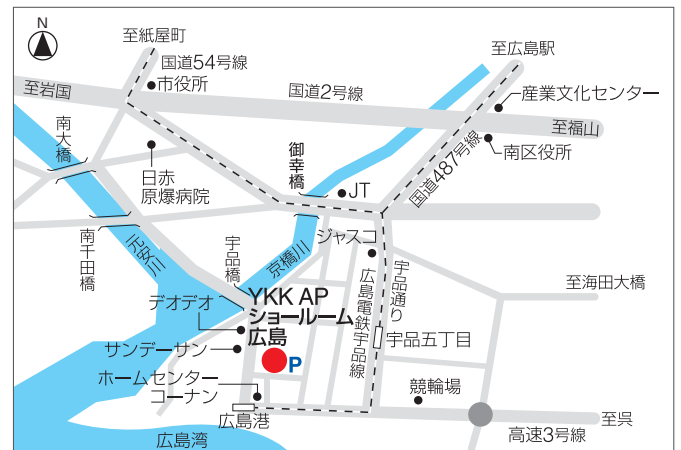 N
至紙屋町
国道54号線
市役所
至岩国
国道2号線
至広島駅
産業文化センター
至福山
南区役所
国道487号線
南大橋
日赤
原爆病院
御幸橋
JT
南千田橋
元安川
宇品橋
京橋川
ジャスコ
広島電鉄宇品線
宇品通り
至海田大橋
デオデオ
YKK AP
ショールーム
広島
P
サンデーサン
宇品五丁目
ホームセンター
コーナン
広島港
競輪場
至呉
高速3号線
広島湾